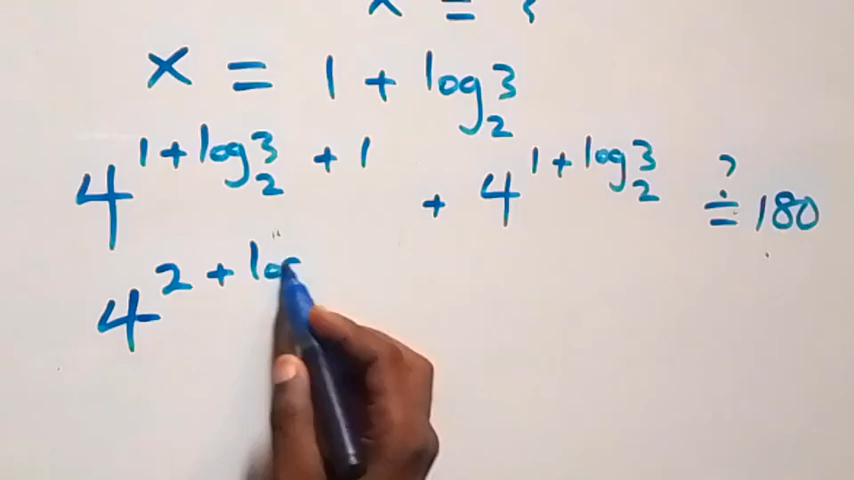 x = ?
x = 1 + log₂3
4^(1 + log₂3 + 1) + 4^(1 + log₂3) ≟ 180
4^(2 + lo